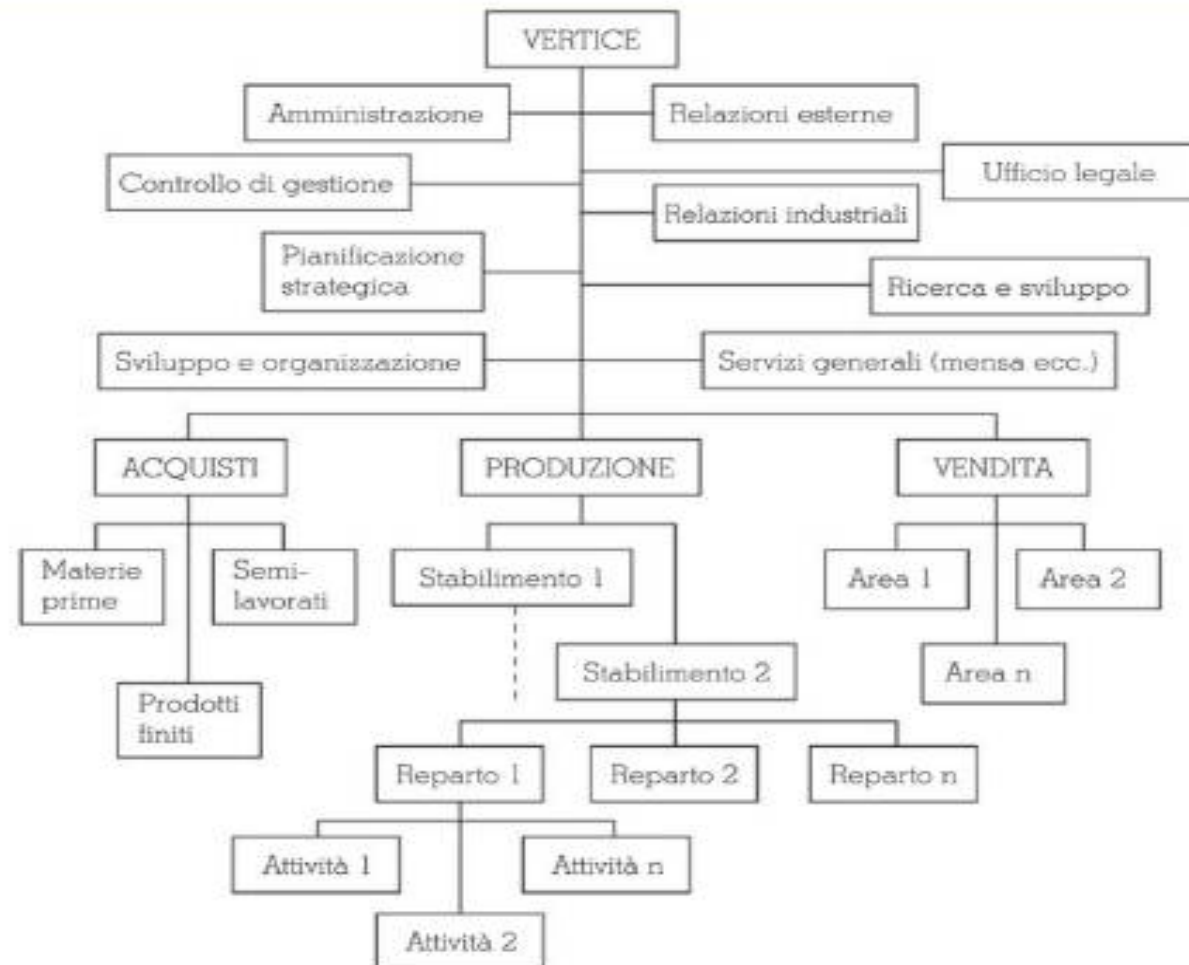 VERTICE
Amministrazione
Relazioni esterne
Controllo di gestione
Ufficio legale
Relazioni industriali
Pianificazione
strategica
Ricerca e sviluppo
Sviluppo e organizzazione
Servizi generali (mensa ecc.)
ACQUISTI
PRODUZIONE
VENDITA
Materie
prime
Semi-
lavorati
Stabilimento 1
Area 1
Area 2
Stabilimento 2
Area n
Prodotti
finiti
Reparto 1
Reparto 2
Reparto n
Attività 1
Attività n
Attività 2